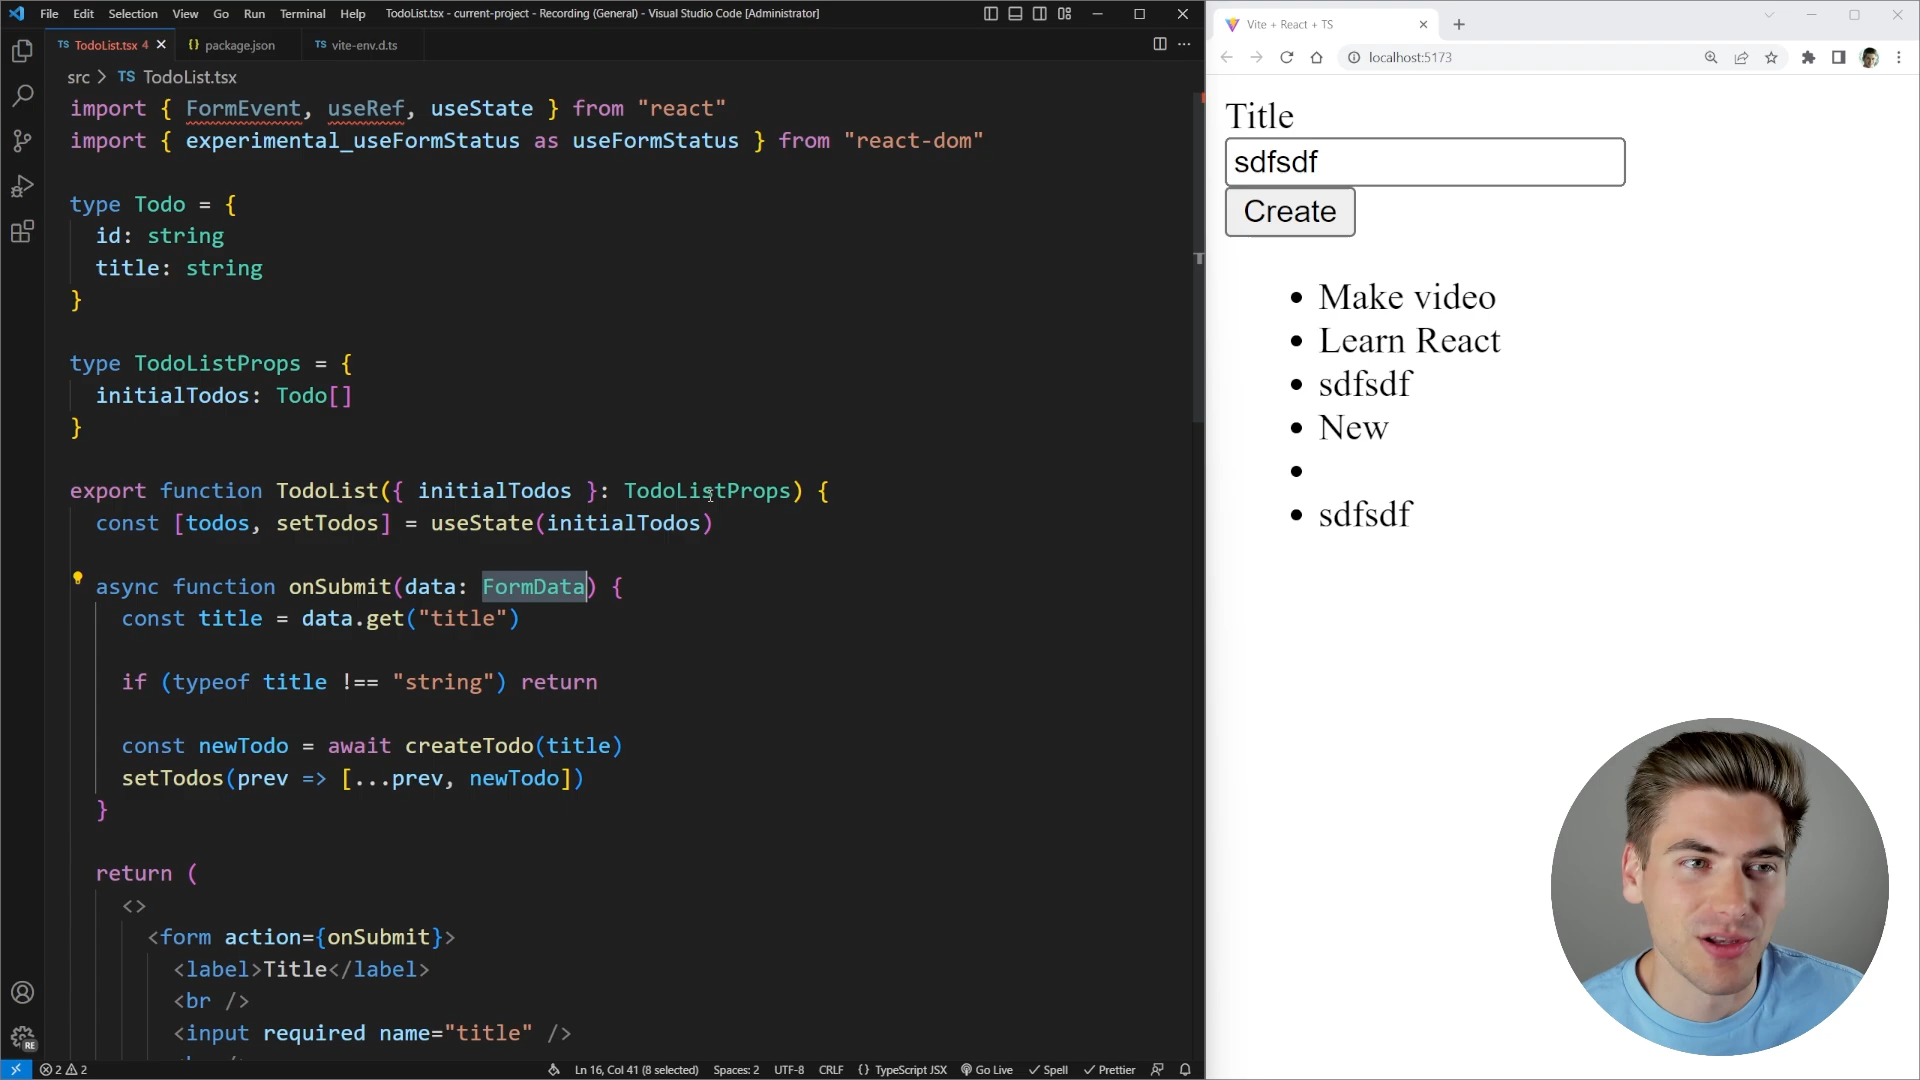 File Edit Selection View Go Run Terminal Help TodoList.tsx - current-project - Recording (General) - Visual Studio Code [Administrator]
TS TodoList.tsx 4 {} package.json TS vite-env.d.ts
src > TS TodoList.tsx
import { FormEvent, useRef, useState } from "react"
import { experimental_useFormStatus as useFormStatus } from "react-dom"
type Todo = {
id: string
title: string
}
type TodoListProps = {
initialTodos: Todo[]
}
export function TodoList({ initialTodos }: TodoListProps) {
const [todos, setTodos] = useState(initialTodos)
async function onSubmit(data: FormData) {
const title = data.get("title")
if (typeof title !== "string") return
const newTodo = await createTodo(title)
setTodos(prev => [...prev, newTodo])
}
return (
<>
<form action={onSubmit}>
<label>Title</label>
<br />
<input required name="title" />
RE
2 2 Ln 16, Col 41 (8 selected) Spaces: 2 UTF-8 CRLF {} TypeScript JSX Go Live Spell Prettier
Vite + React + TS
localhost:5173
Title
sdfsdf
Create
Make video
Learn React
sdfsdf
New
sdfsdf